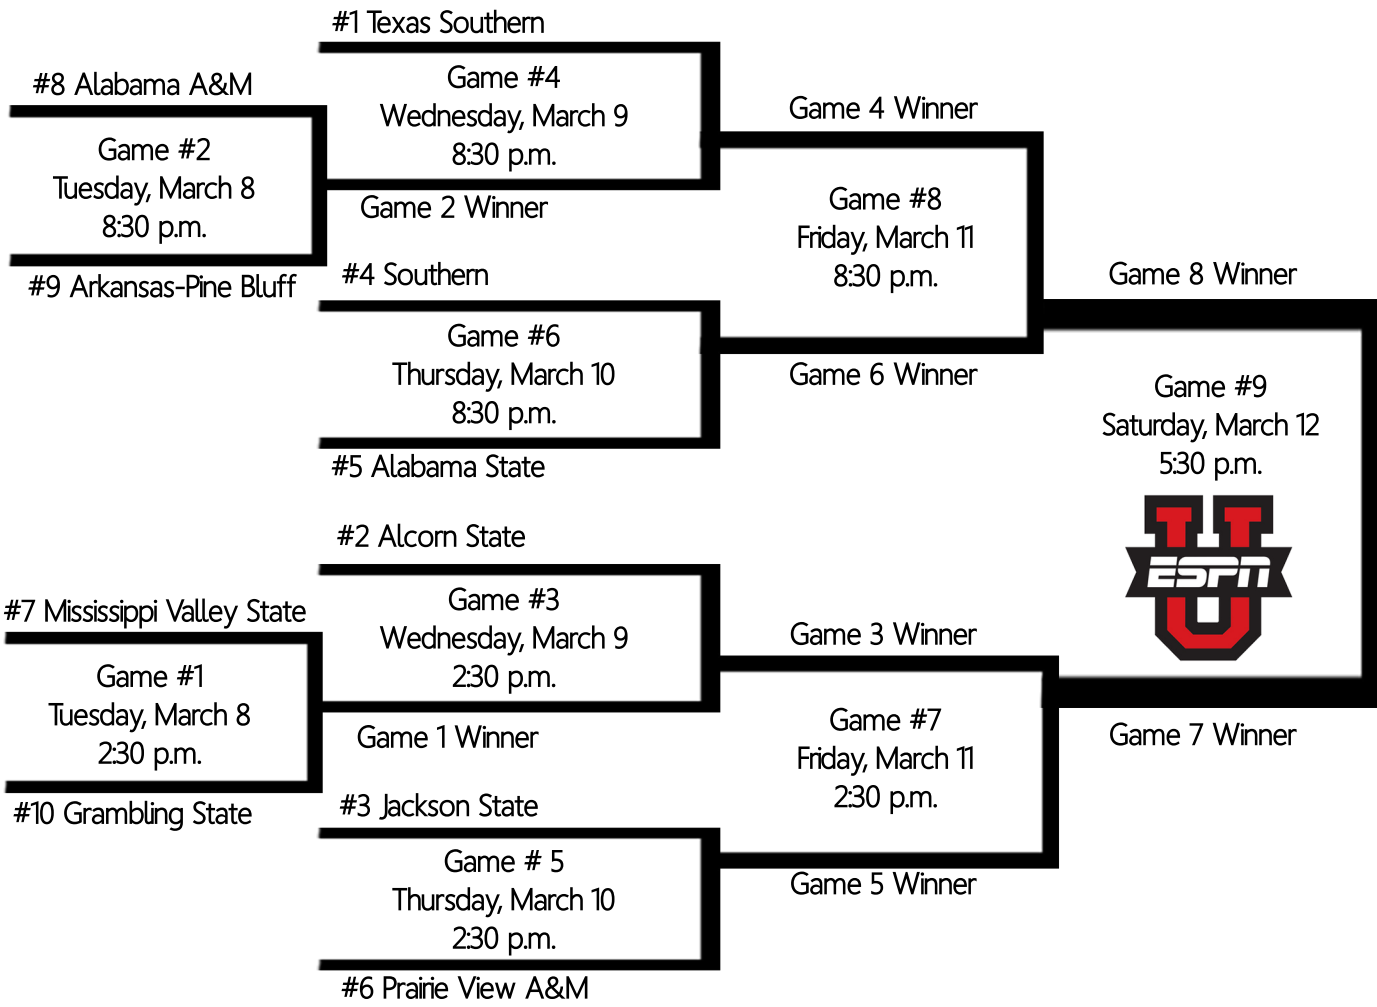 #1 Texas Southern
Game #4
Wednesday, March 9
8:30 p.m.
Game 2 Winner
#8 Alabama A&M
Game #2
Tuesday, March 8
8:30 p.m.
#9 Arkansas-Pine Bluff
#4 Southern
Game #6
Thursday, March 10
8:30 p.m.
#5 Alabama State
Game 4 Winner
Game #8
Friday, March 11
8:30 p.m.
Game 6 Winner
#2 Alcorn State
Game #3
Wednesday, March 9
2:30 p.m.
Game 1 Winner
#7 Mississippi Valley State
Game #1
Tuesday, March 8
2:30 p.m.
#10 Grambling State
#3 Jackson State
Game # 5
Thursday, March 10
2:30 p.m.
#6 Prairie View A&M
Game 3 Winner
Game #7
Friday, March 11
2:30 p.m.
Game 5 Winner
Game 8 Winner
Game #9
Saturday, March 12
5:30 p.m.
U
ESPN
Game 7 Winner